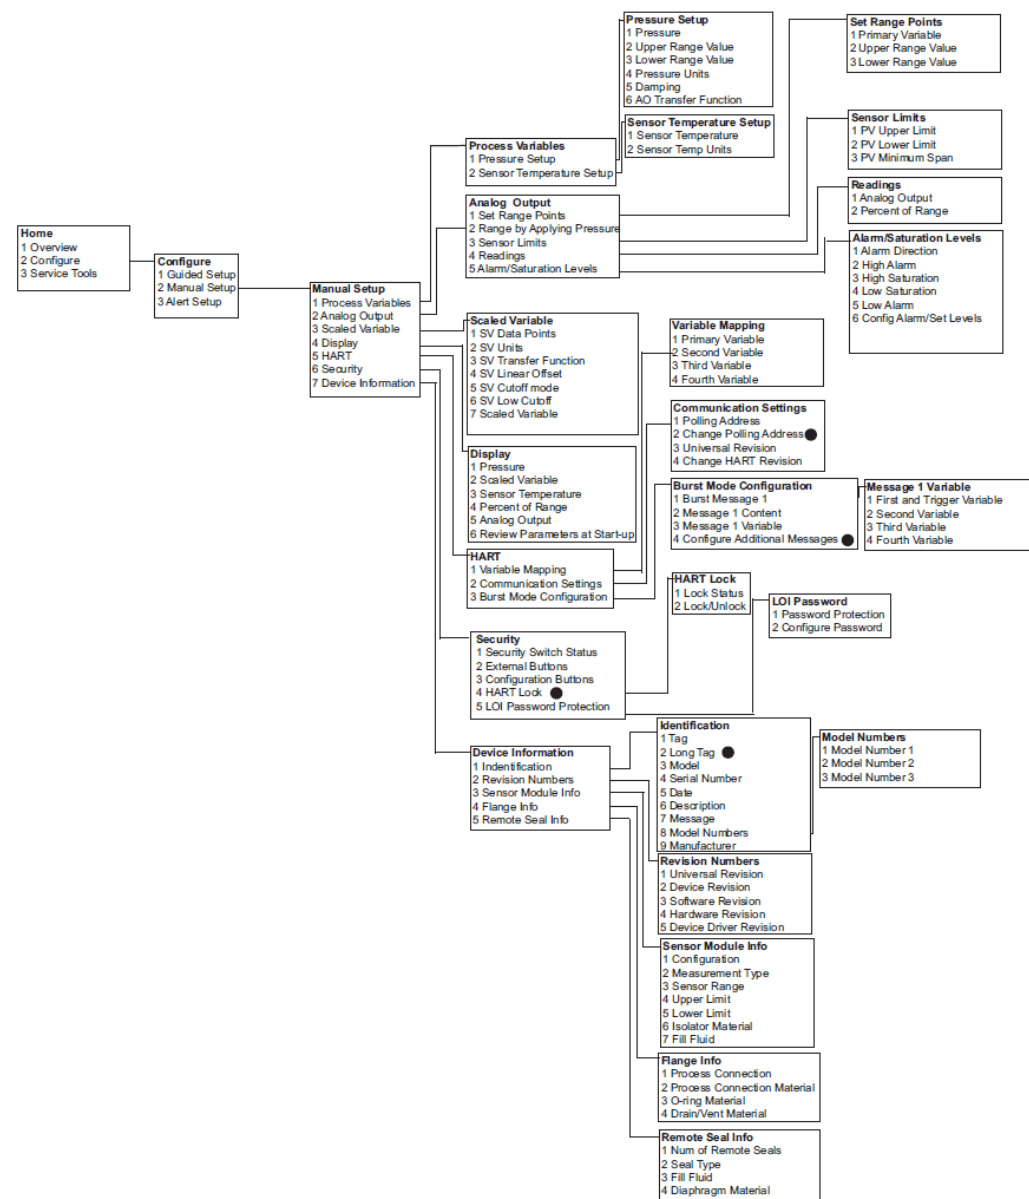 Home
1 Overview
2 Configure
3 Service Tools
Configure
1 Guided Setup
2 Manual Setup
3 Alert Setup
Manual Setup
1 Process Variables
2 Analog Output
3 Scaled Variable
4 Display
5 HART
6 Security
7 Device Information
Process Variables
1 Pressure Setup
2 Sensor Temperature Setup
Analog Output
1 Set Range Points
2 Range by Applying Pressure
3 Sensor Limits
4 Readings
5 Alarm/Saturation Levels
Scaled Variable
1 SV Data Points
2 SV Units
3 SV Transfer Function
4 SV Linear Offset
5 SV Cutoff mode
6 SV Low Cutoff
7 Scaled Variable
Display
1 Pressure
2 Scaled Variable
3 Sensor Temperature
4 Percent of Range
5 Analog Output
6 Review Parameters at Start-up
HART
1 Variable Mapping
2 Communication Settings
3 Burst Mode Configuration
Security
1 Security Switch Status
2 External Buttons
3 Configuration Buttons
4 HART Lock
5 LOI Password Protection
Device Information
1 Indentification
2 Revision Numbers
3 Sensor Module Info
4 Flange Info
5 Remote Seal Info
Pressure Setup
1 Pressure
2 Upper Range Value
3 Lower Range Value
4 Pressure Units
5 Damping
6 AO Transfer Function
Sensor Temperature Setup
1 Sensor Temperature
2 Sensor Temp Units
Set Range Points
1 Primary Variable
2 Upper Range Value
3 Lower Range Value
Sensor Limits
1 PV Upper Limit
2 PV Lower Limit
3 PV Minimum Span
Readings
1 Analog Output
2 Percent of Range
Alarm/Saturation Levels
1 Alarm Direction
2 High Alarm
3 High Saturation
4 Low Saturation
5 Low Alarm
6 Config Alarm/Set Levels
Variable Mapping
1 Primary Variable
2 Second Variable
3 Third Variable
4 Fourth Variable
Communication Settings
1 Polling Address
2 Change Polling Address
3 Universal Revision
4 Change HART Revision
Burst Mode Configuration
1 Burst Message 1
2 Message 1 Content
3 Message 1 Variable
4 Configure Additional Messages
Message 1 Variable
1 First and Trigger Variable
2 Second Variable
3 Third Variable
4 Fourth Variable
HART Lock
1 Lock Status
2 Lock/Unlock
LOI Password
1 Password Protection
2 Configure Password
Identification
1 Tag
2 Long Tag
3 Model
4 Serial Number
5 Date
6 Description
7 Message
8 Model Numbers
9 Manufacturer
Model Numbers
1 Model Number 1
2 Model Number 2
3 Model Number 3
Revision Numbers
1 Universal Revision
2 Device Revision
3 Software Revision
4 Hardware Revision
5 Device Driver Revision
Sensor Module Info
1 Configuration
2 Measurement Type
3 Sensor Range
4 Upper Limit
5 Lower Limit
6 Isolator Material
7 Fill Fluid
Flange Info
1 Process Connection
2 Process Connection Material
3 O-ring Material
4 Drain/Vent Material
Remote Seal Info
1 Num of Remote Seals
2 Seal Type
3 Fill Fluid
4 Diaphragm Material